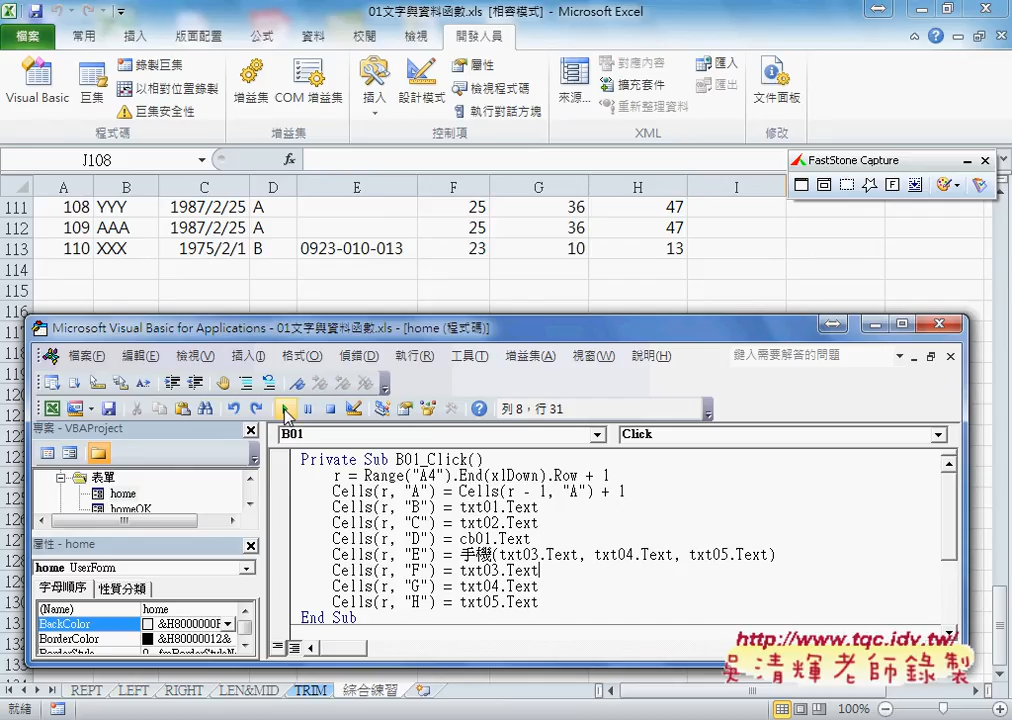 01文字與資料函數.xls [相容模式] - Microsoft Excel
檔案 常用 插入 版面配置 公式 資料 校閱 檢視 開發人員
Visual Basic 巨集 錄製巨集 以相對位置錄製 巨集安全性
增益集 COM 增益集 插入 設計模式 屬性 檢視程式碼 執行對話方塊
來源... 對應內容 擴充套件 重新整理資料 匯入 匯出 文件面板
程式碼 增益集 控制項 XML 修改
J108 fx
FastStone Capture
A B C D E F G H I
111 108 YYY 1987/2/25 A 25 36 47
112 109 AAA 1987/2/25 A 25 36 47
113 110 XXX 1975/2/1 B 0923-010-013 23 10 13
114
115
116
Microsoft Visual Basic for Applications - 01文字與資料函數.xls - [home (程式碼)]
檔案(F) 編輯(E) 檢視(V) 插入(I) 格式(O) 偵錯(D) 執行(R) 工具(T) 增益集(A) 視窗(W) 說明(H) 鍵入需要解答的問題
列 8，行 31
專案 - VBAProject
B01 Click
表單
home
homeOK
屬性 - home
home UserForm
字母順序 性質分類
(Name) home
BackColor &H8000000F
BorderColor &H80000012&
Private Sub B01_Click()
r = Range("A4").End(xlDown).Row + 1
Cells(r, "A") = Cells(r - 1, "A") + 1
Cells(r, "B") = txt01.Text
Cells(r, "C") = txt02.Text
Cells(r, "D") = cb01.Text
Cells(r, "E") = 手機(txt03.Text, txt04.Text, txt05.Text)
Cells(r, "F") = txt03.Text
Cells(r, "G") = txt04.Text
Cells(r, "H") = txt05.Text
End Sub
http://www.tqc.idv.tw/
吳清輝老師錄製
REPT LEFT RIGHT LEN&MID TRIM 綜合練習
就緒 100%